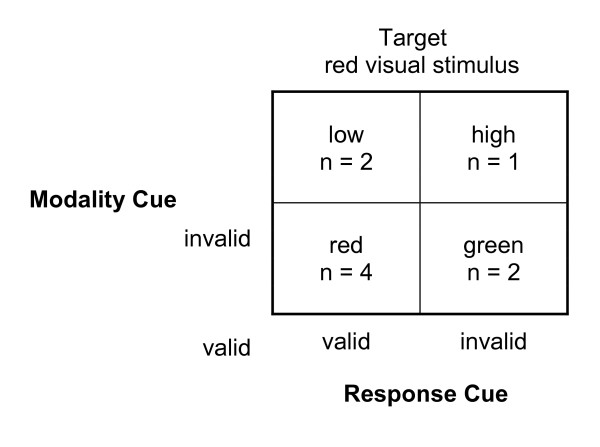 Target
red visual stimulus
low
n = 2
high
n = 1
Modality Cue
invalid
red
n = 4
green
n = 2
valid
valid
invalid
Response Cue